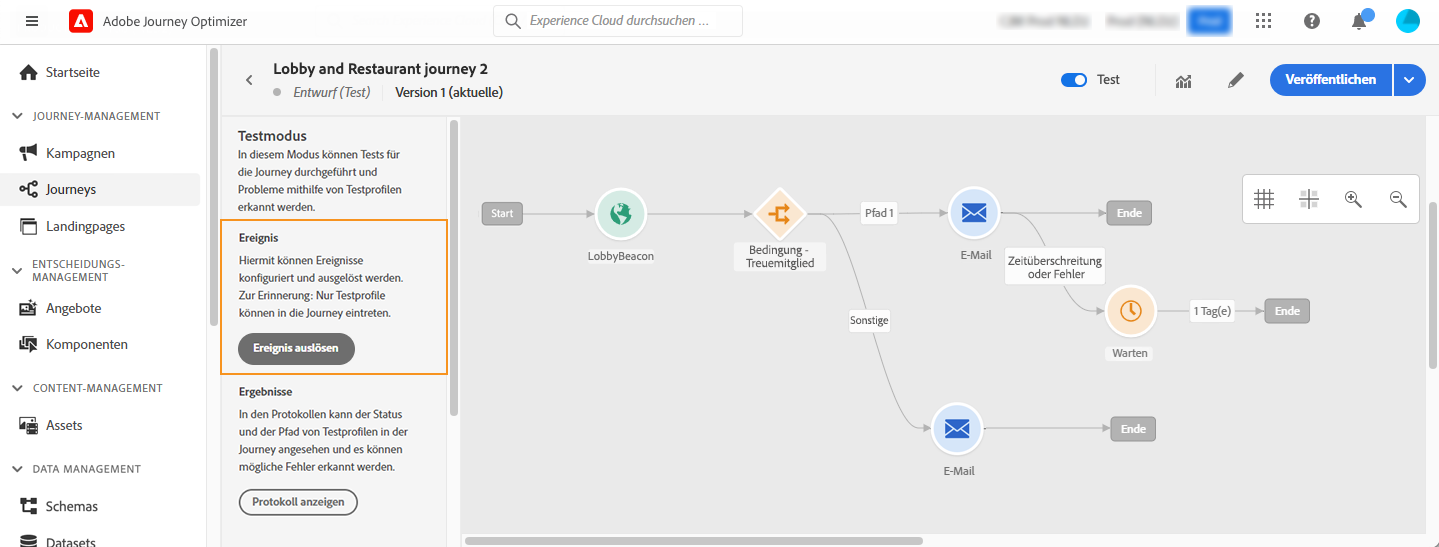 Adobe Journey Optimizer
Experience Cloud durchsuchen ...
Startseite
JOURNEY-MANAGEMENT
Kampagnen
Journeys
Landingpages
ENTSCHEIDUNGS-
MANAGEMENT
Angebote
Komponenten
CONTENT-MANAGEMENT
Assets
DATA MANAGEMENT
Schemas
Datasets
Lobby and Restaurant journey 2
Entwurf (Test)
Version 1 (aktuelle)
Test
Veröffentlichen
Testmodus
In diesem Modus können Tests für
die Journey durchgeführt und
Probleme mithilfe von Testprofilen
erkannt werden.
Ereignis
Hiermit können Ereignisse
konfiguriert und ausgelöst werden.
Zur Erinnerung: Nur Testprofile
können in die Journey eintreten.
Ereignis auslösen
Ergebnisse
In den Protokollen kann der Status
und der Pfad von Testprofilen in der
Journey angesehen und es können
mögliche Fehler erkannt werden.
Protokoll anzeigen
Start
LobbyBeacon
Bedingung -
Treuemitglied
Pfad 1
E-Mail
Ende
Zeitüberschreitung
oder Fehler
Warten
1 Tag(e)
Ende
Sonstige
E-Mail
Ende